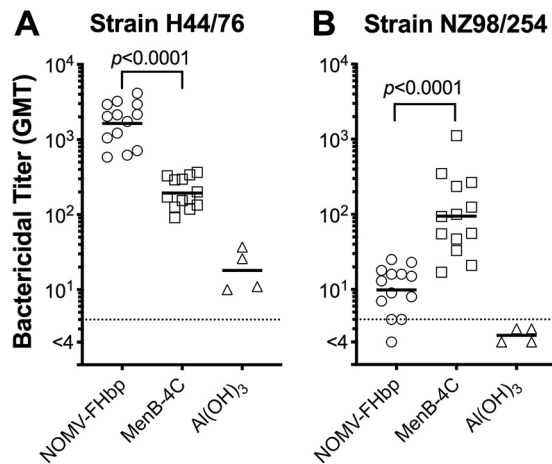 A Strain H44/76
B Strain NZ98/254
Bactericidal Titer (GMT)
p<0.0001
10⁴
10³
10²
10¹
<4
NOMV-FHbp
MenB-4C
Al(OH)₃
p<0.0001
10⁴
10³
10²
10¹
<4
NOMV-FHbp
MenB-4C
Al(OH)₃